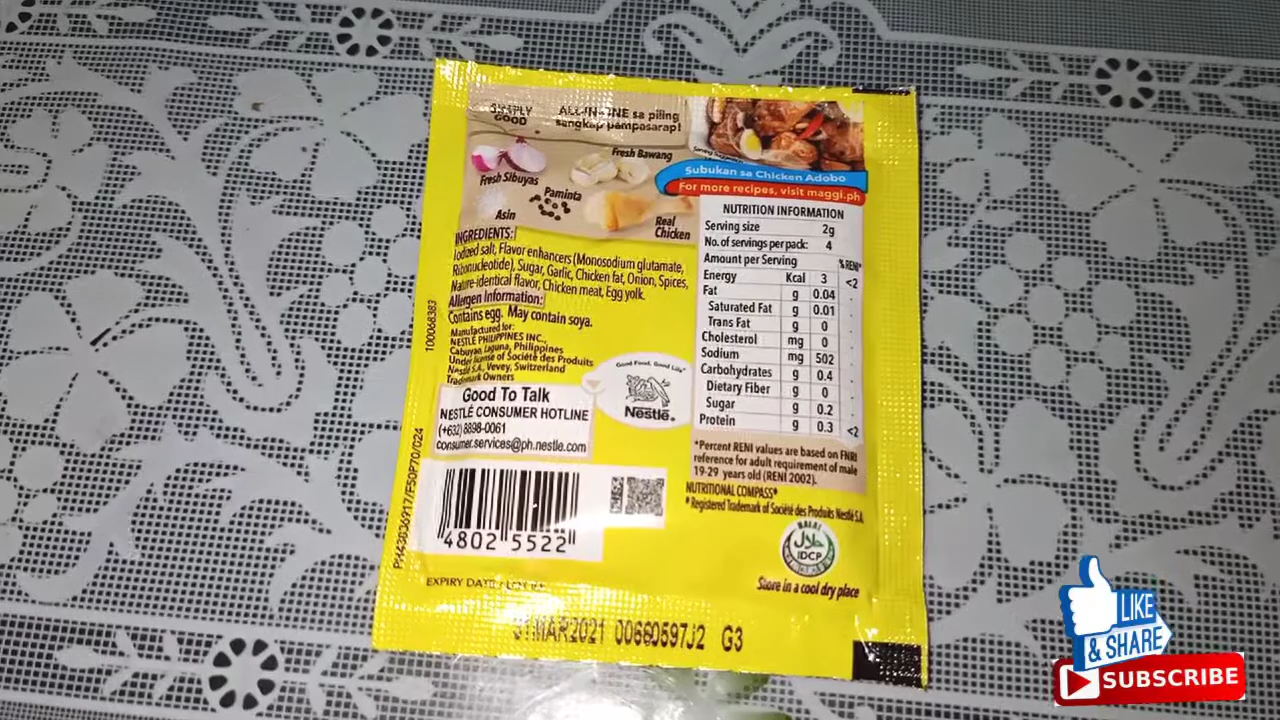 SIMPLY
GOOD
ALL-IN-ONE sa piling
sangkap pampasarap!
Fresh Bawang
Fresh Sibuyas
Paminta
Asin
Real
Chicken
Subukan sa Chicken Adobo
For more recipes, visit maggi.ph
INGREDIENTS:
Iodized salt, Flavor enhancers (Monosodium glutamate,
Ribonucleotide), Sugar, Garlic, Chicken fat, Onion, Spices,
Nature-identical flavor, Chicken meat, Egg yolk.
Allergen Information:
Contains egg. May contain soya.
Manufactured for:
NESTLÉ PHILIPPINES INC.,
Cabuyao, Laguna, Philippines
Under license of Société des Produits
Nestlé S.A., Vevey, Switzerland
Trademark Owners
Good To Talk
NESTLÉ CONSUMER HOTLINE
(+632) 8898-0061
consumer.services@ph.nestle.com
Good Food, Good Life
Nestlé
NUTRITION INFORMATION
Serving size 2g
No. of servings per pack: 4
Amount per Serving % RENI*
Energy Kcal 3 <2
Fat g 0.04 -
Saturated Fat g 0.01 -
Trans Fat g 0 -
Cholesterol mg 0 -
Sodium mg 502 -
Carbohydrates g 0.4 -
Dietary Fiber g 0 -
Sugar g 0.2 -
Protein g 0.3 <2
*Percent RENI values are based on FNRI
reference for adult requirement of male
19-29 years old (RENI 2002).
NUTRITIONAL COMPASS®
® Registered Trademark of Société des Produits Nestlé S.A.
HALAL
حلال
IDCP
Store in a cool dry place
10006383
4802 5522
EXPIRY DATE /
MAR2021 00660597J2 G3
LIKE
& SHARE
SUBSCRIBE